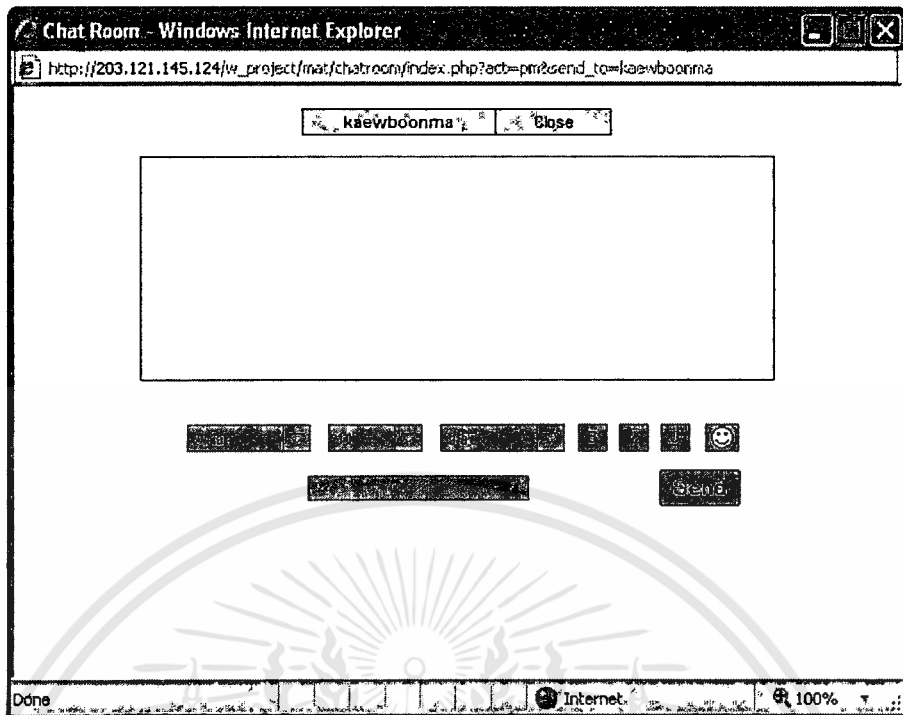 Chat Room - Windows Internet Explorer
http://203.121.145.124/w_project/mat/chatroom/index.php?act=pm&send_to=kaewboonma
kaewboonma Close
Send
Done Internet 100%